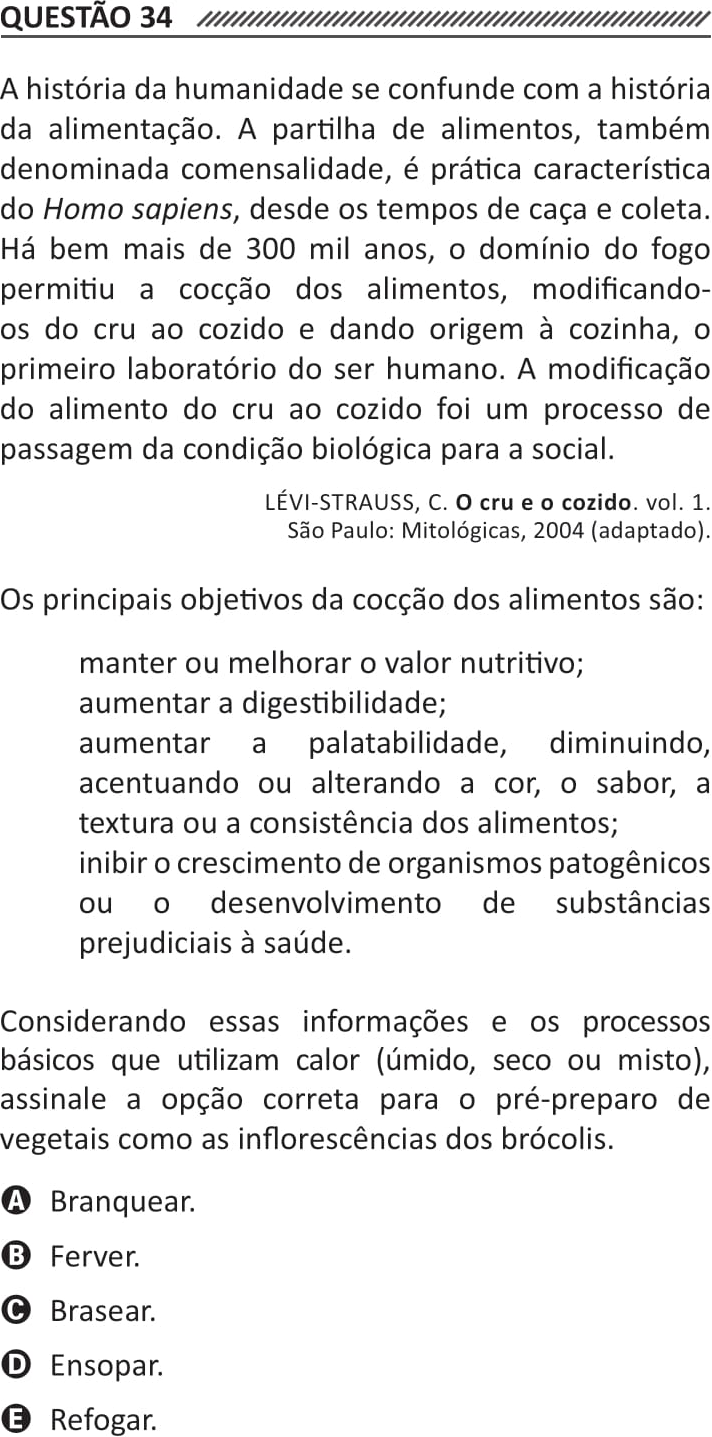 QUESTÃO 34
A história da humanidade se confunde com a história
da alimentação. A partilha de alimentos, também
denominada comensalidade, é prática característica
do Homo sapiens, desde os tempos de caça e coleta.
Há bem mais de 300 mil anos, o domínio do fogo
permitiu a cocção dos alimentos, modificando-
os do cru ao cozido e dando origem à cozinha, o
primeiro laboratório do ser humano. A modificação
do alimento do cru ao cozido foi um processo de
passagem da condição biológica para a social.
LÉVI-STRAUSS, C. O cru e o cozido. vol. 1.
São Paulo: Mitológicas, 2004 (adaptado).
Os principais objetivos da cocção dos alimentos são:
manter ou melhorar o valor nutritivo;
aumentar a digestibilidade;
aumentar a palatabilidade, diminuindo,
acentuando ou alterando a cor, o sabor, a
textura ou a consistência dos alimentos;
inibir o crescimento de organismos patogênicos
ou o desenvolvimento de substâncias
prejudiciais à saúde.
Considerando essas informações e os processos
básicos que utilizam calor (úmido, seco ou misto),
assinale a opção correta para o pré-preparo de
vegetais como as inflorescências dos brócolis.
A Branquear.
B Ferver.
C Brasear.
D Ensopar.
E Refogar.